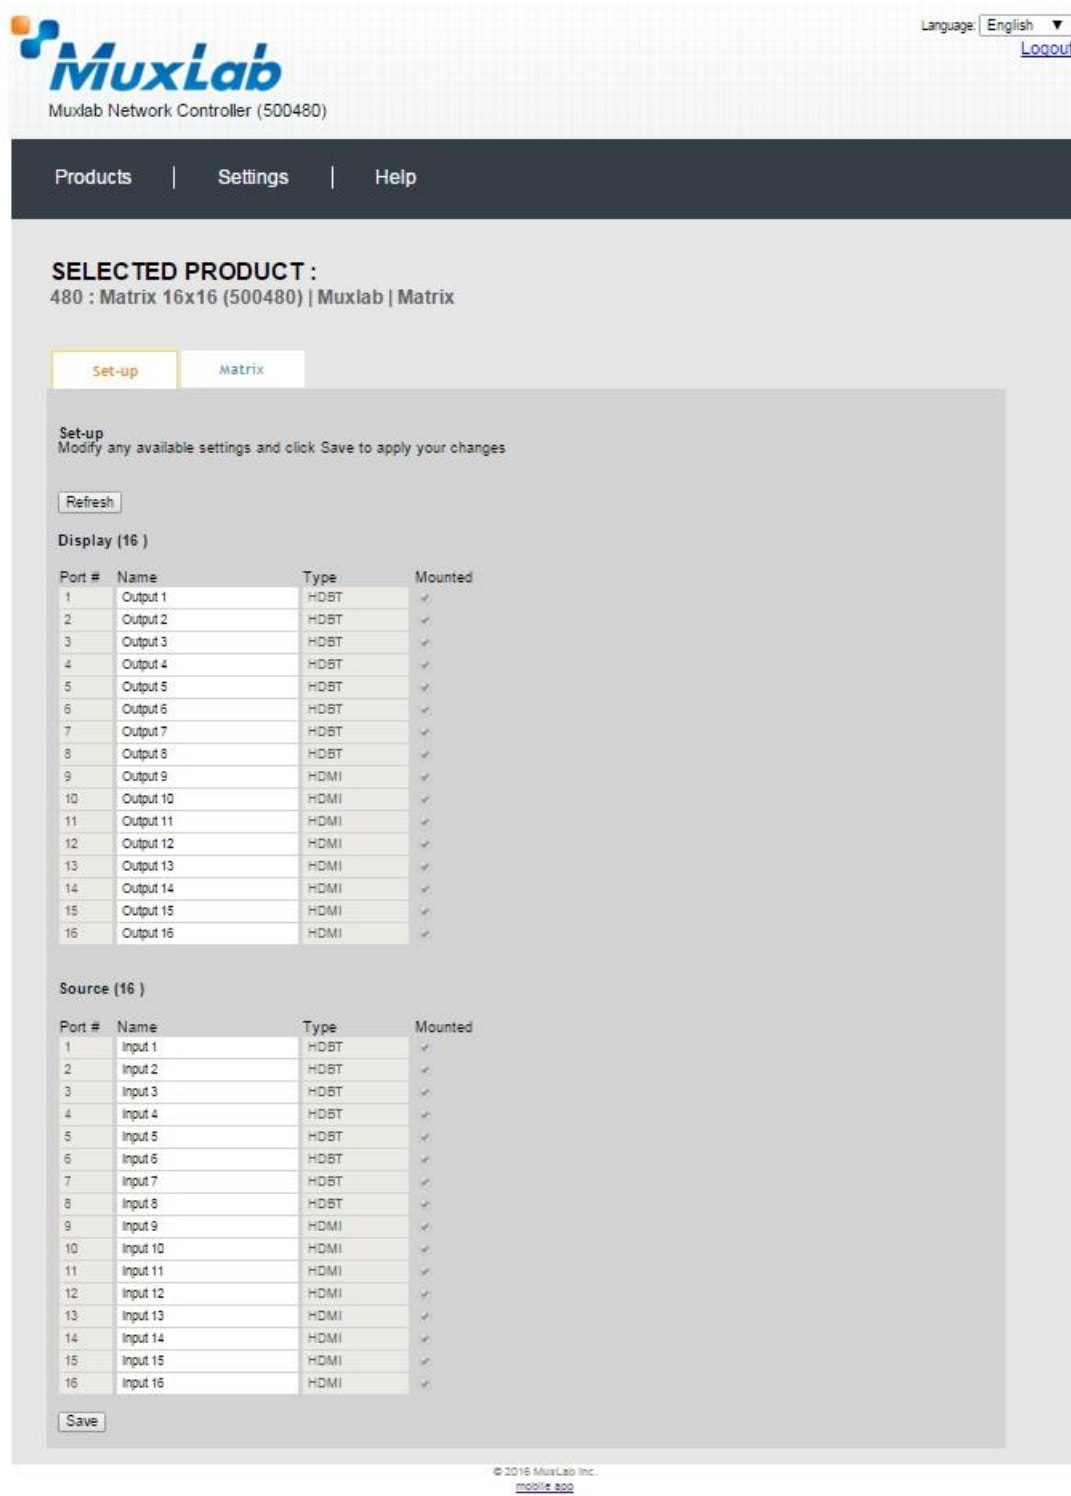 Language: English ▼
Logout
MuxLab
Muxlab Network Controller (500480)
Products | Settings | Help
SELECTED PRODUCT :
480 : Matrix 16x16 (500480) | Muxlab | Matrix
Set-up Matrix
Set-up
Modify any available settings and click Save to apply your changes
Refresh
Display (16 )
Port # Name Type Mounted
1 Output 1 HDBT ✓
2 Output 2 HDBT ✓
3 Output 3 HDBT ✓
4 Output 4 HDBT ✓
5 Output 5 HDBT ✓
6 Output 6 HDBT ✓
7 Output 7 HDBT ✓
8 Output 8 HDBT ✓
9 Output 9 HDMI ✓
10 Output 10 HDMI ✓
11 Output 11 HDMI ✓
12 Output 12 HDMI ✓
13 Output 13 HDMI ✓
14 Output 14 HDMI ✓
15 Output 15 HDMI ✓
16 Output 16 HDMI ✓
Source (16 )
Port # Name Type Mounted
1 Input 1 HDBT ✓
2 Input 2 HDBT ✓
3 Input 3 HDBT ✓
4 Input 4 HDBT ✓
5 Input 5 HDBT ✓
6 Input 6 HDBT ✓
7 Input 7 HDBT ✓
8 Input 8 HDBT ✓
9 Input 9 HDMI ✓
10 Input 10 HDMI ✓
11 Input 11 HDMI ✓
12 Input 12 HDMI ✓
13 Input 13 HDMI ✓
14 Input 14 HDMI ✓
15 Input 15 HDMI ✓
16 Input 16 HDMI ✓
Save
© 2016 MuxLab Inc.
mobile app